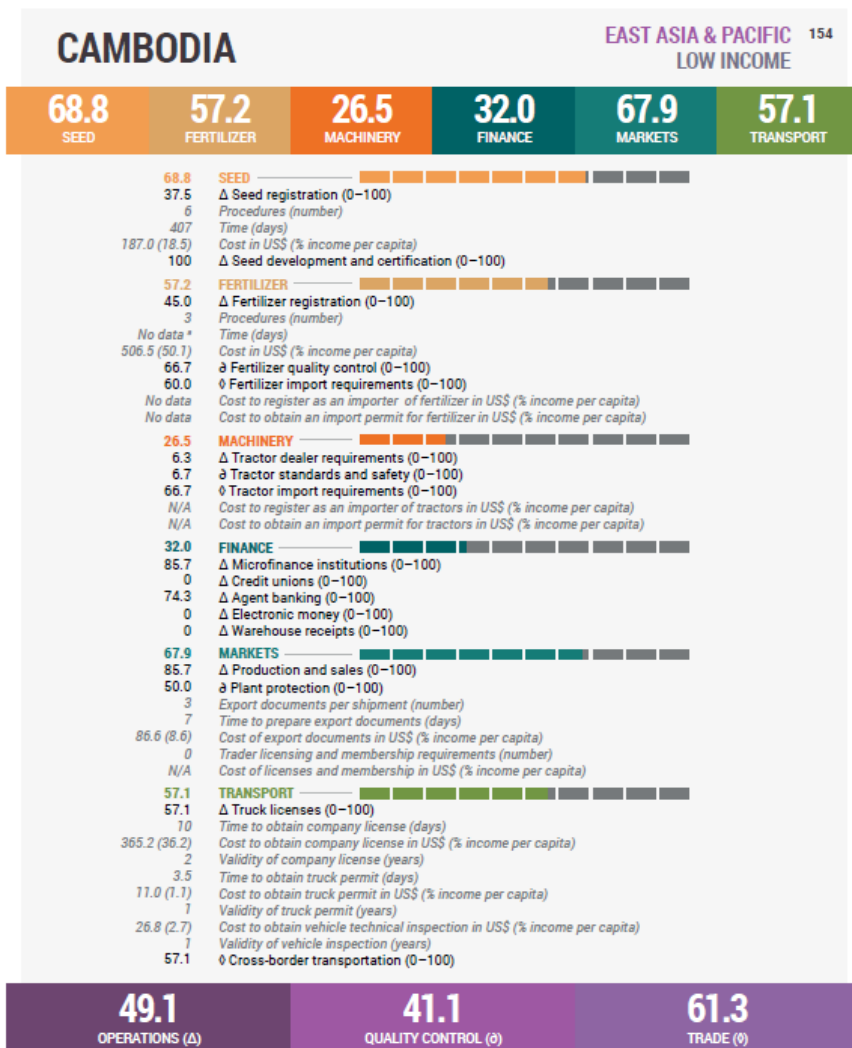 CAMBODIA
EAST ASIA & PACIFIC 154
LOW INCOME
68.8 57.2 26.5 32.0 67.9 57.1
SEED FERTILIZER MACHINERY FINANCE MARKETS TRANSPORT
68.8 SEED
37.5 Δ Seed registration (0–100)
6 Procedures (number)
407 Time (days)
187.0 (18.5) Cost in US$ (% income per capita)
100 Δ Seed development and certification (0–100)
57.2 FERTILIZER
45.0 Δ Fertilizer registration (0–100)
3 Procedures (number)
No data ª Time (days)
506.5 (50.1) Cost in US$ (% income per capita)
66.7 ∂ Fertilizer quality control (0–100)
60.0 ◊ Fertilizer import requirements (0–100)
No data Cost to register as an importer of fertilizer in US$ (% income per capita)
No data Cost to obtain an import permit for fertilizer in US$ (% income per capita)
26.5 MACHINERY
6.3 Δ Tractor dealer requirements (0–100)
6.7 ∂ Tractor standards and safety (0–100)
66.7 ◊ Tractor import requirements (0–100)
N/A Cost to register as an importer of tractors in US$ (% income per capita)
N/A Cost to obtain an import permit for tractors in US$ (% income per capita)
32.0 FINANCE
85.7 Δ Microfinance institutions (0–100)
0 Δ Credit unions (0–100)
74.3 Δ Agent banking (0–100)
0 Δ Electronic money (0–100)
0 Δ Warehouse receipts (0–100)
67.9 MARKETS
85.7 Δ Production and sales (0–100)
50.0 ∂ Plant protection (0–100)
3 Export documents per shipment (number)
7 Time to prepare export documents (days)
86.6 (8.6) Cost of export documents in US$ (% income per capita)
0 Trader licensing and membership requirements (number)
N/A Cost of licenses and membership in US$ (% income per capita)
57.1 TRANSPORT
57.1 Δ Truck licenses (0–100)
10 Time to obtain company license (days)
365.2 (36.2) Cost to obtain company license in US$ (% income per capita)
2 Validity of company license (years)
3.5 Time to obtain truck permit (days)
11.0 (1.1) Cost to obtain truck permit in US$ (% income per capita)
1 Validity of truck permit (years)
26.8 (2.7) Cost to obtain vehicle technical inspection in US$ (% income per capita)
1 Validity of vehicle inspection (years)
57.1 ◊ Cross-border transportation (0–100)
49.1 41.1 61.3
OPERATIONS (Δ) QUALITY CONTROL (∂) TRADE (◊)